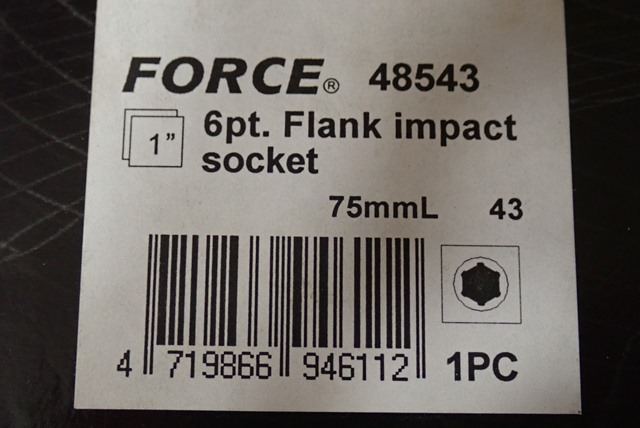 FORCE® 48543
1" 6pt. Flank impact
socket
75mmL 43
4 719866 946112 1PC